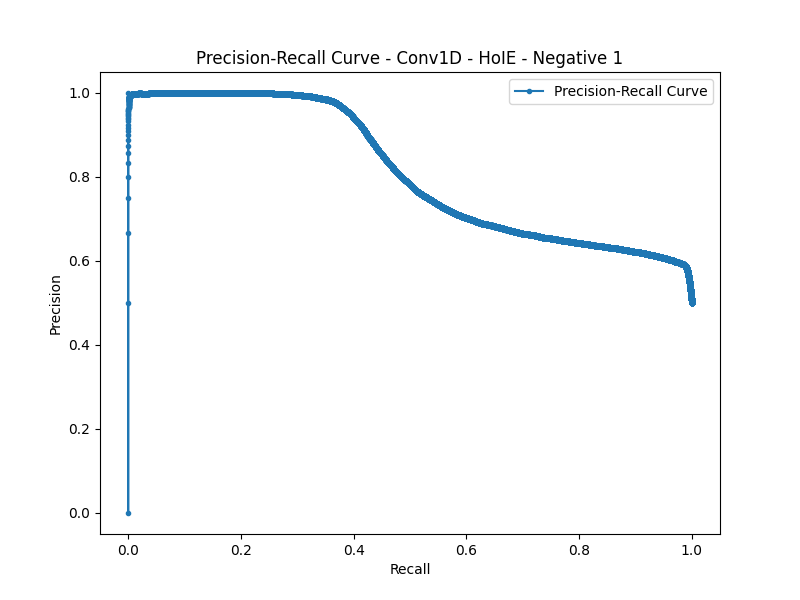 Precision-Recall Curve - Conv1D - HolE - Negative 1
Precision-Recall Curve
1.0
0.8
0.6
0.4
0.2
0.0
Precision
0.0 0.2 0.4 0.6 0.8 1.0
Recall